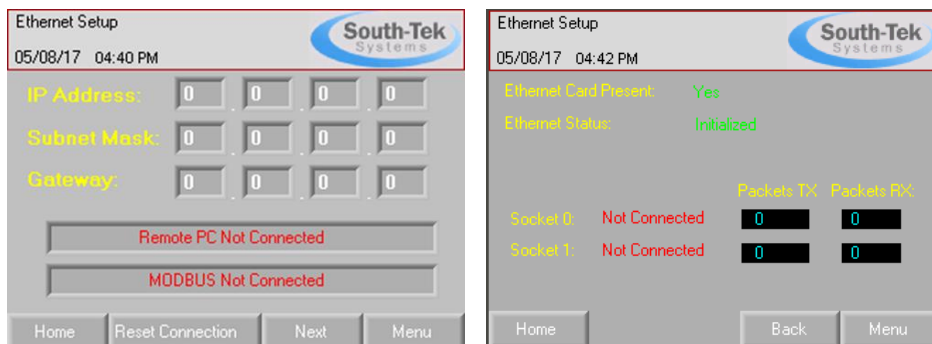 Ethernet Setup
South-Tek
Systems
05/08/17 04:40 PM
IP Address: 0 . 0 . 0 . 0
Subnet Mask: 0 . 0 . 0 . 0
Gateway: 0 . 0 . 0 . 0
Remote PC Not Connected
MODBUS Not Connected
Home Reset Connection Next Menu
Ethernet Setup
South-Tek
Systems
05/08/17 04:42 PM
Ethernet Card Present: Yes
Ethernet Status: Initialized
Packets TX Packets RX:
Socket 0: Not Connected 0 0
Socket 1: Not Connected 0 0
Home Back Menu